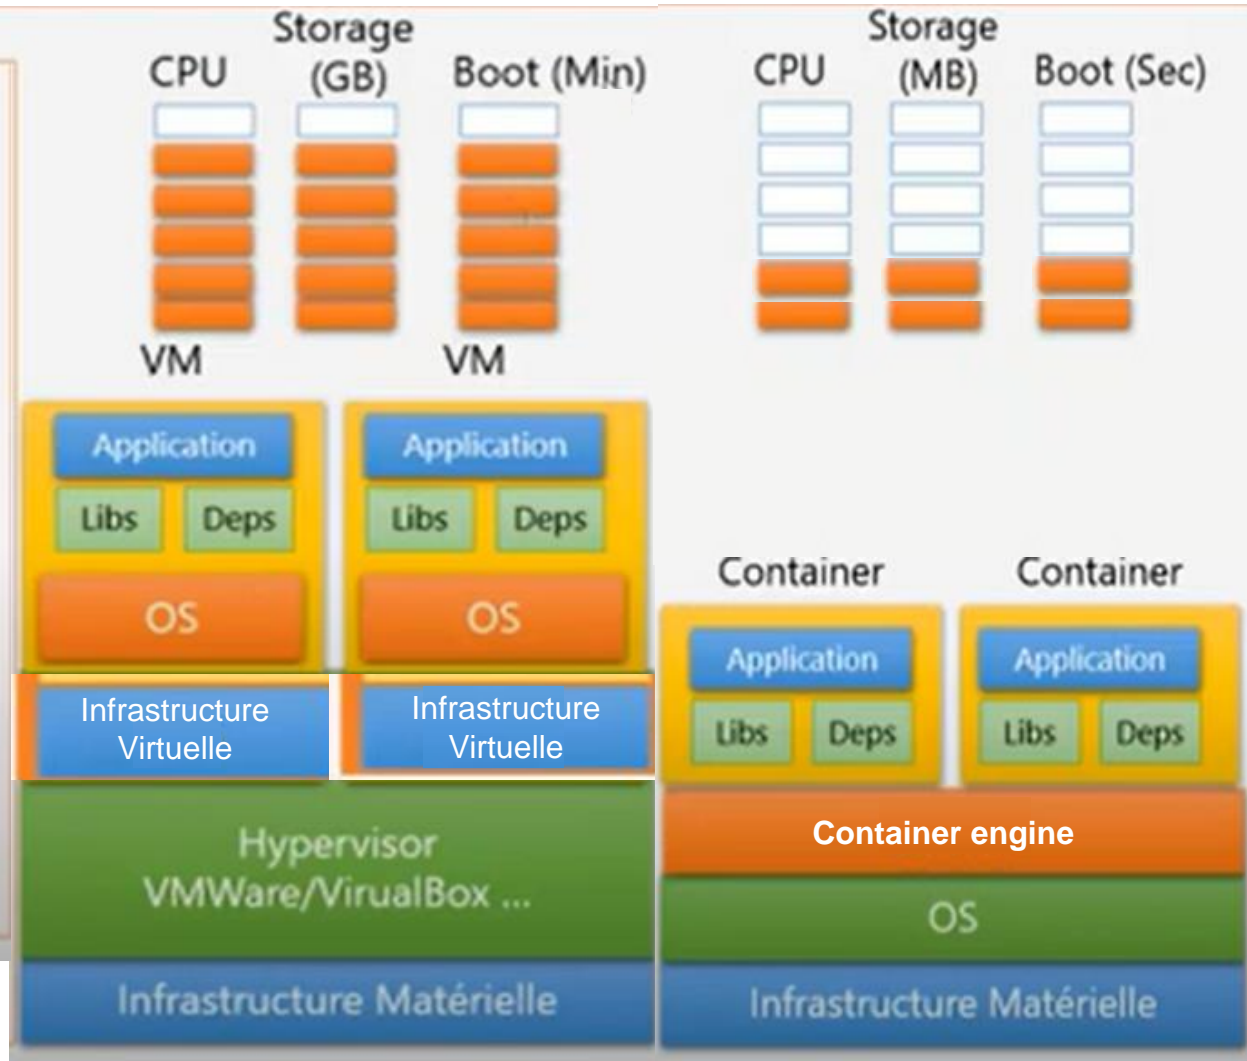 Storage
CPU (GB) Boot (Min)
VM VM
Application Application
Libs Deps Libs Deps
OS OS
Infrastructure
Virtuelle
Infrastructure
Virtuelle
Hypervisor
VMWare/VirualBox ...
Infrastructure Matérielle
Storage
CPU (MB) Boot (Sec)
Container Container
Application Application
Libs Deps Libs Deps
Container engine
OS
Infrastructure Matérielle